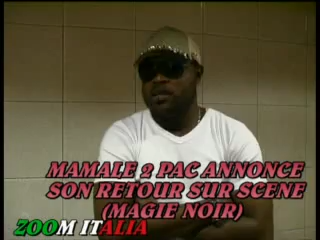 MAMALE 2 PAC ANNONCE
SON RETOUR SUR SCENE
(MAGIE NOIR)
ZOOM ITALIA